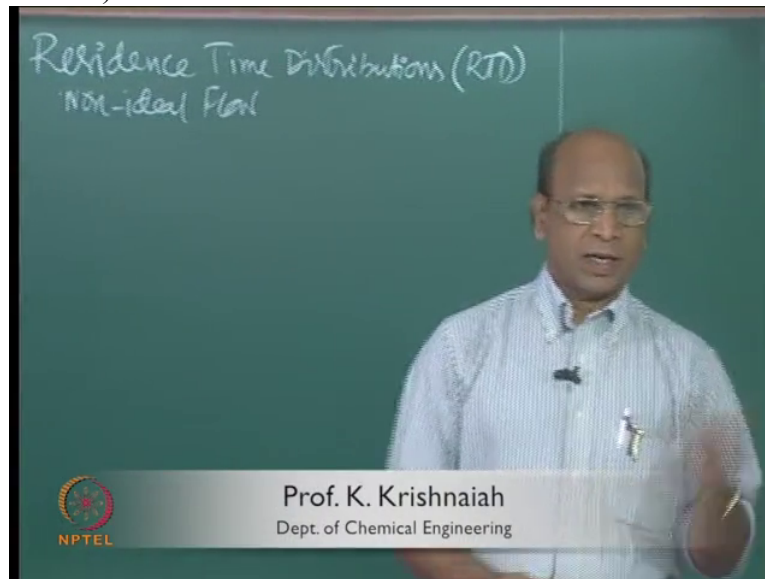 Residence Time Distributions (RTD)
Non-ideal Flow
Prof. K. Krishnaiah
Dept. of Chemical Engineering
NPTEL